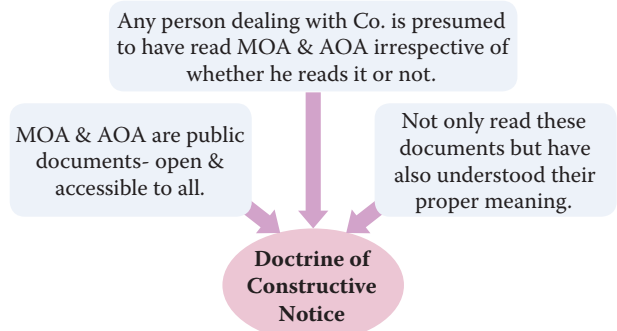 Any person dealing with Co. is presumed
to have read MOA & AOA irrespective of
whether he reads it or not.
MOA & AOA are public
documents- open &
accessible to all.
Not only read these
documents but have
also understood their
proper meaning.
Doctrine of
Constructive
Notice